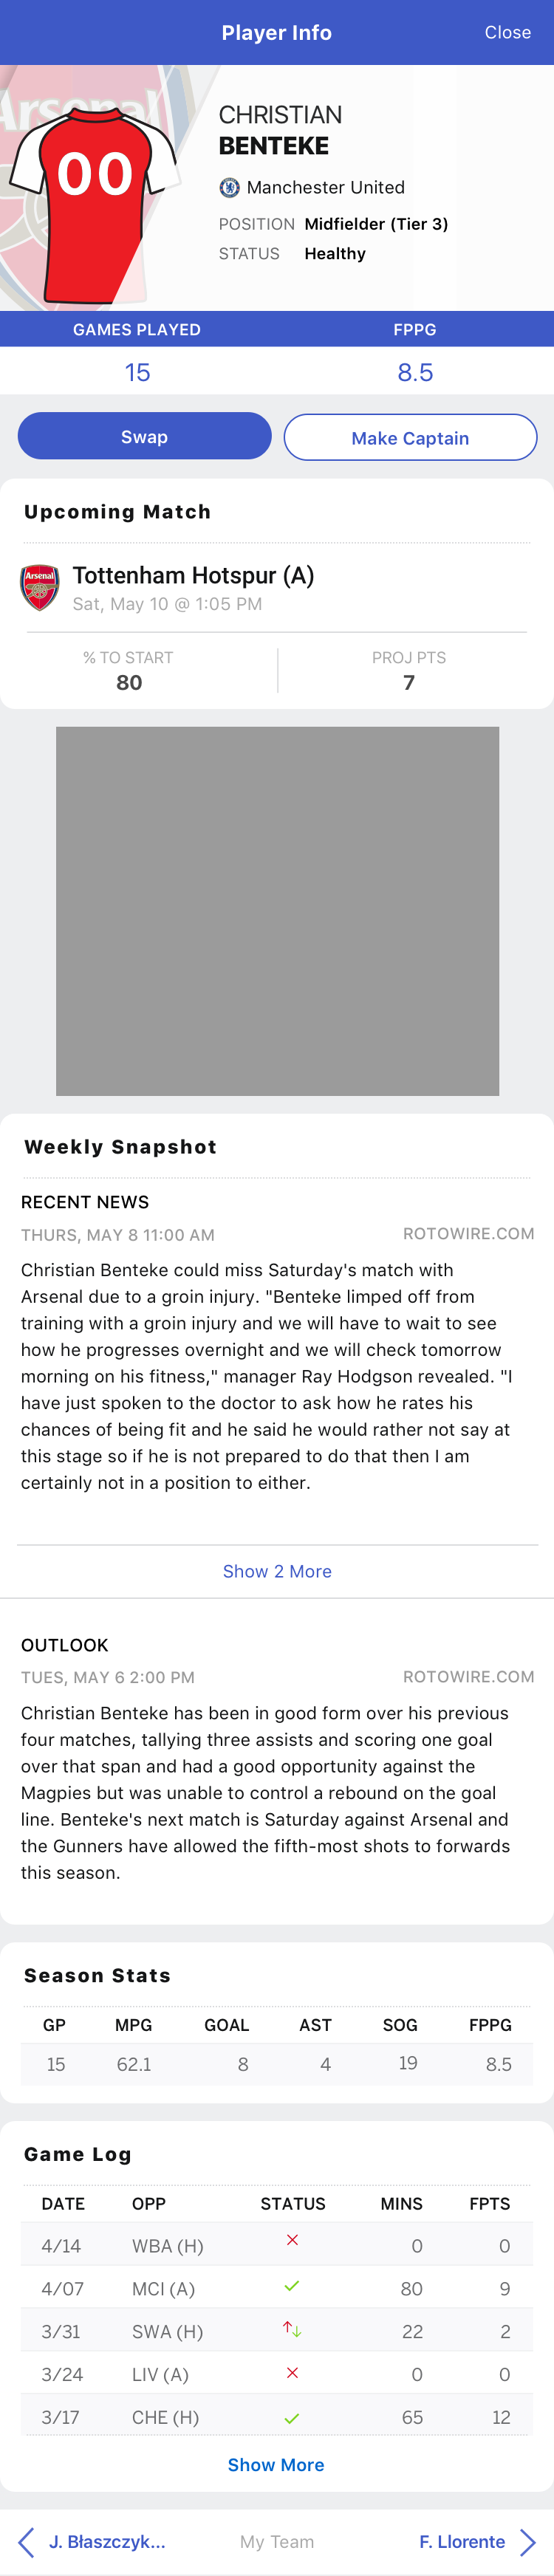 Player Info
Close
Arsenal
00
CHRISTIAN
BENTEKE
Manchester United
POSITION Midfielder (Tier 3)
STATUS Healthy
GAMES PLAYED FPPG
15 8.5
Swap Make Captain
Upcoming Match
Arsenal
Tottenham Hotspur (A)
Sat, May 10 @ 1:05 PM
% TO START PROJ PTS
80 7
Weekly Snapshot
RECENT NEWS
THURS, MAY 8 11:00 AM ROTOWIRE.COM
Christian Benteke could miss Saturday's match with
Arsenal due to a groin injury. "Benteke limped off from
training with a groin injury and we will have to wait to see
how he progresses overnight and we will check tomorrow
morning on his fitness," manager Ray Hodgson revealed. "I
have just spoken to the doctor to ask how he rates his
chances of being fit and he said he would rather not say at
this stage so if he is not prepared to do that then I am
certainly not in a position to either.
Show 2 More
OUTLOOK
TUES, MAY 6 2:00 PM ROTOWIRE.COM
Christian Benteke has been in good form over his previous
four matches, tallying three assists and scoring one goal
over that span and had a good opportunity against the
Magpies but was unable to control a rebound on the goal
line. Benteke's next match is Saturday against Arsenal and
the Gunners have allowed the fifth-most shots to forwards
this season.
Season Stats
GP MPG GOAL AST SOG FPPG
15 62.1 8 4 19 8.5
Game Log
DATE OPP STATUS MINS FPTS
4/14 WBA (H) 0 0
4/07 MCI (A) 80 9
3/31 SWA (H) 22 2
3/24 LIV (A) 0 0
3/17 CHE (H) 65 12
Show More
J. Błaszczyk... My Team F. Llorente